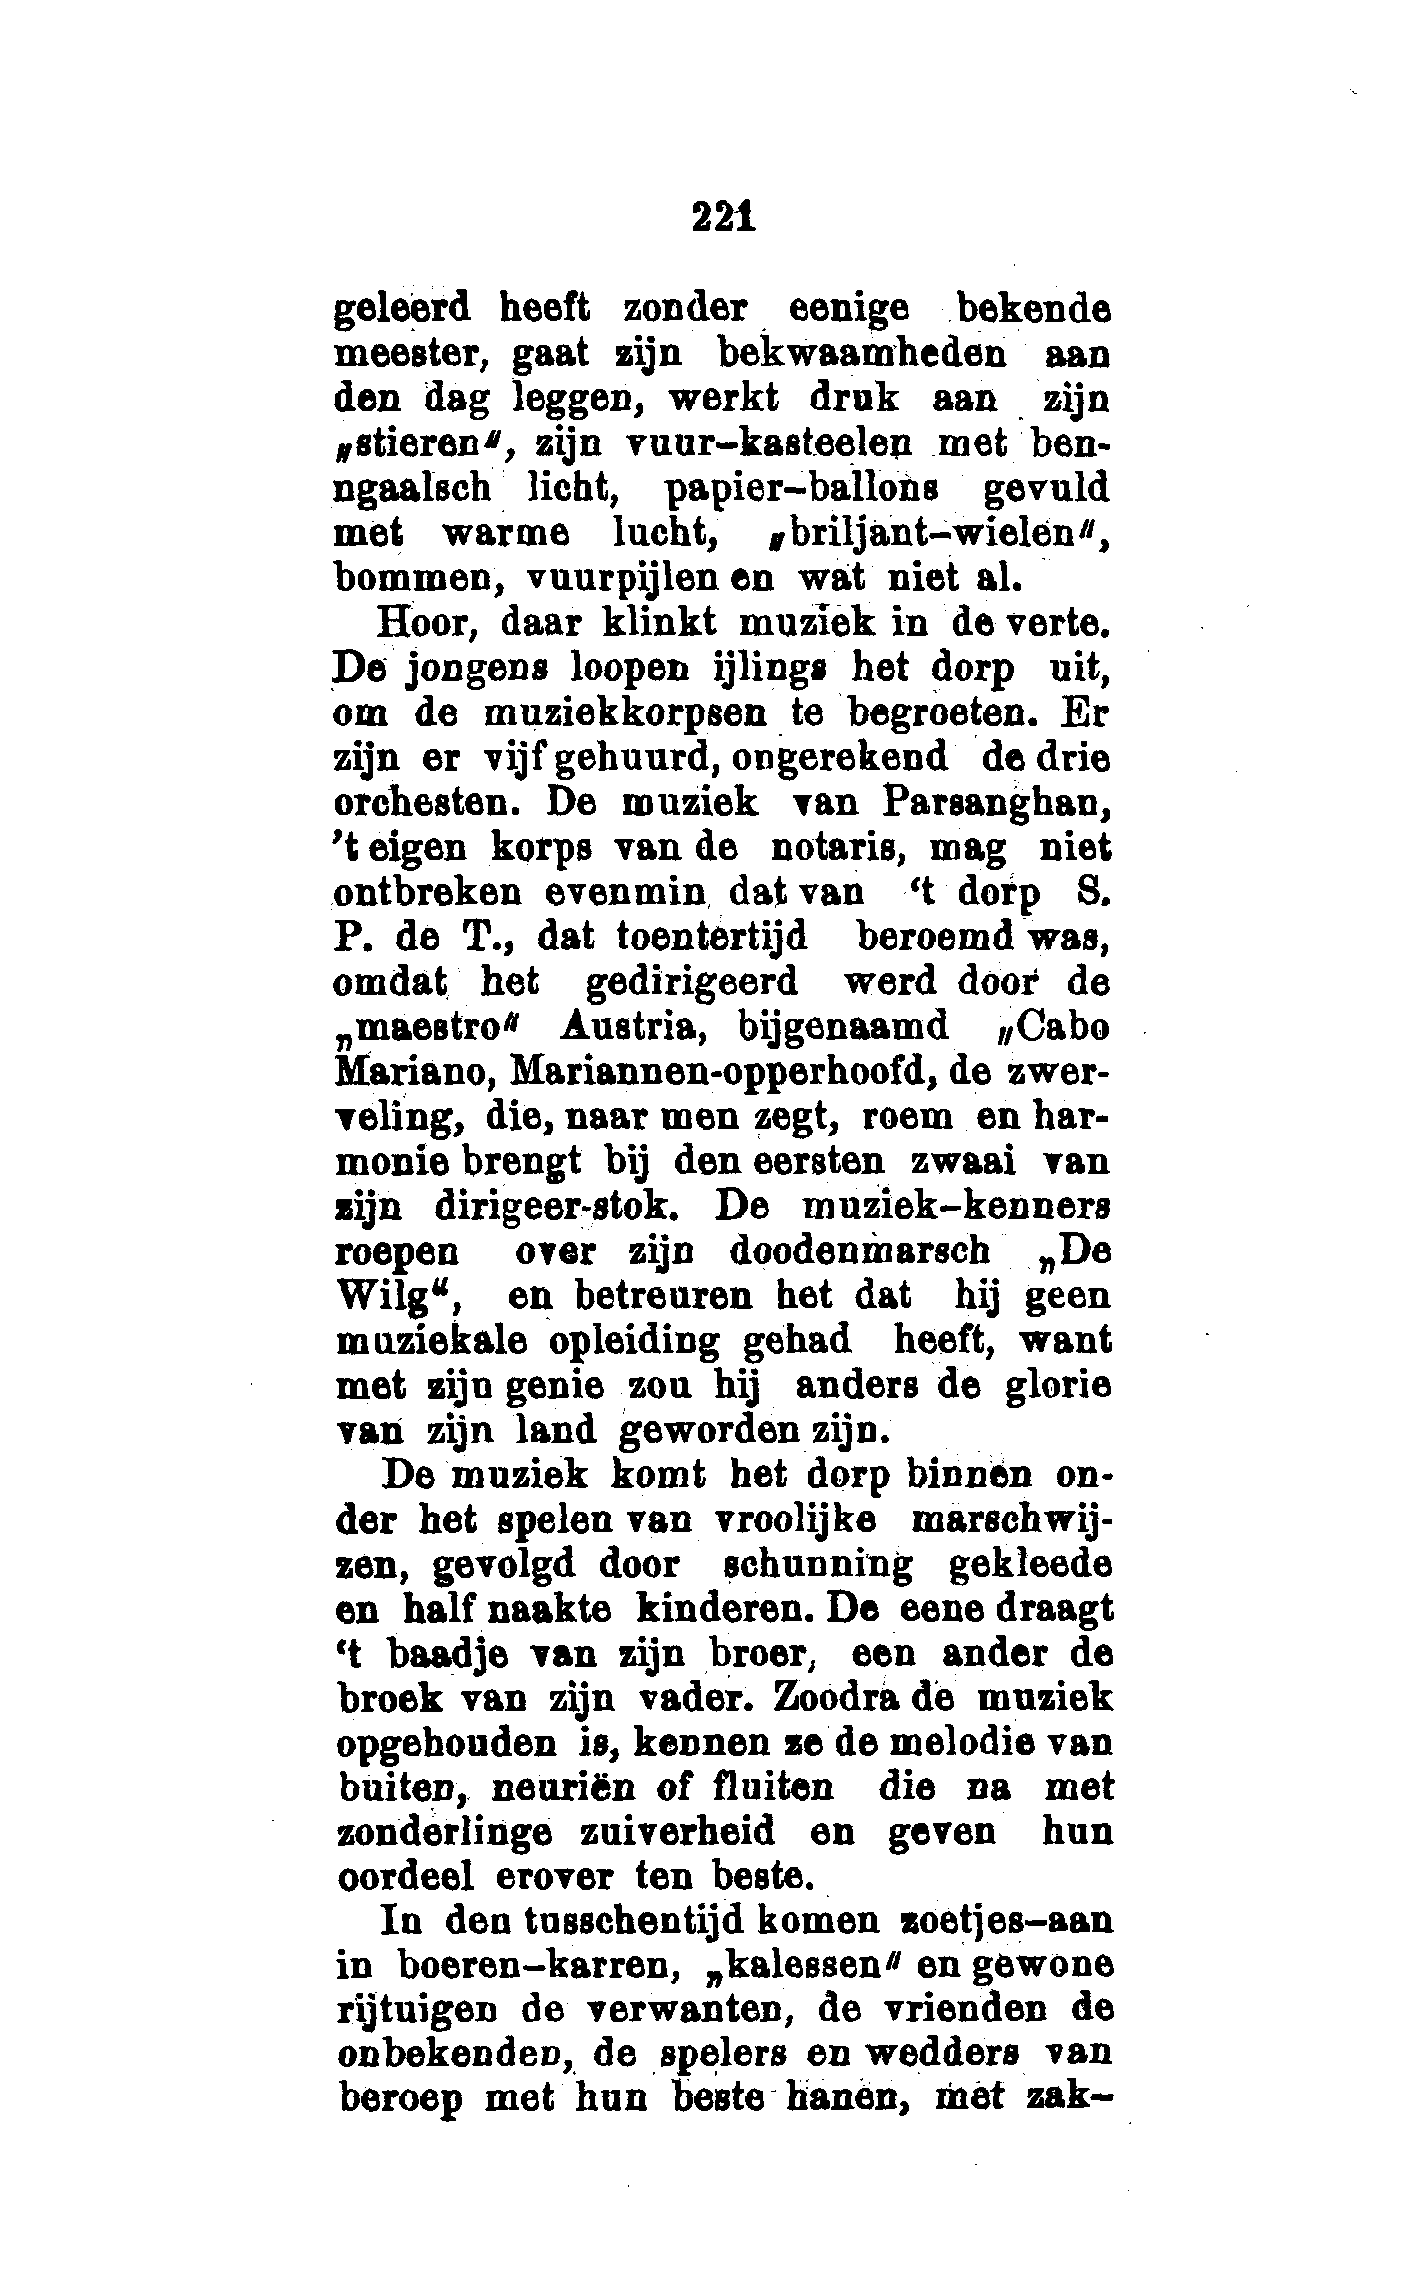 221
geleerd heeft zonder eenige bekende
meester, gaat zijn bekwaamheden aan
den dag leggen, werkt druk aan zijn
„stieren", zijn vuur-kasteelen met ben-
ngaalsch licht, papier-ballons gevuld
met warme lucht, „briljant-wielen",
bommen, vuurpijlen en wat niet al.
Hoor, daar klinkt muziek in de verte.
De jongens loopen ijlings het dorp uit,
om de muziekkorpsen te begroeten. Er
zijn er vijf gehuurd, ongerekend de drie
orchesten. De muziek van Parsanghan,
't eigen korps van de notaris, mag niet
ontbreken evenmin dat van ‘t dorp S.
P. de T., dat toentertijd beroemd was,
omdat het gedirigeerd werd door de
„maestro" Austria, bijgenaamd „Cabo
Mariano, Mariannen-opperhoofd, de zwer-
veling, die, naar men zegt, roem en har-
monie brengt bij den eersten zwaai van
zijn dirigeer-stok. De muziek-kenners
roepen over zijn doodenmarsch „De
Wilg“, en betreuren het dat hij geen
muziekale opleiding gehad heeft, want
met zijn genie zou hij anders de glorie
van zijn land geworden zijn.
De muziek komt het dorp binnen on-
der het spelen van vroolijke marschwij-
zen, gevolgd door schunning gekleede
en half naakte kinderen. De eene draagt
‘t baadje van zijn broer, een ander de
broek van zijn vader. Zoodra de muziek
opgehouden is, kennen ze de melodie van
buiten, neuriën of fluiten die na met
zonderlinge zuiverheid en geven hun
oordeel erover ten beste.
In den tusschentijd komen zoetjes-aan
in boeren-karren, „kalessen" en gewone
rijtuigen de verwanten, de vrienden de
onbekenden, de spelers en wedders van
beroep met hun beste hanen, met zak-